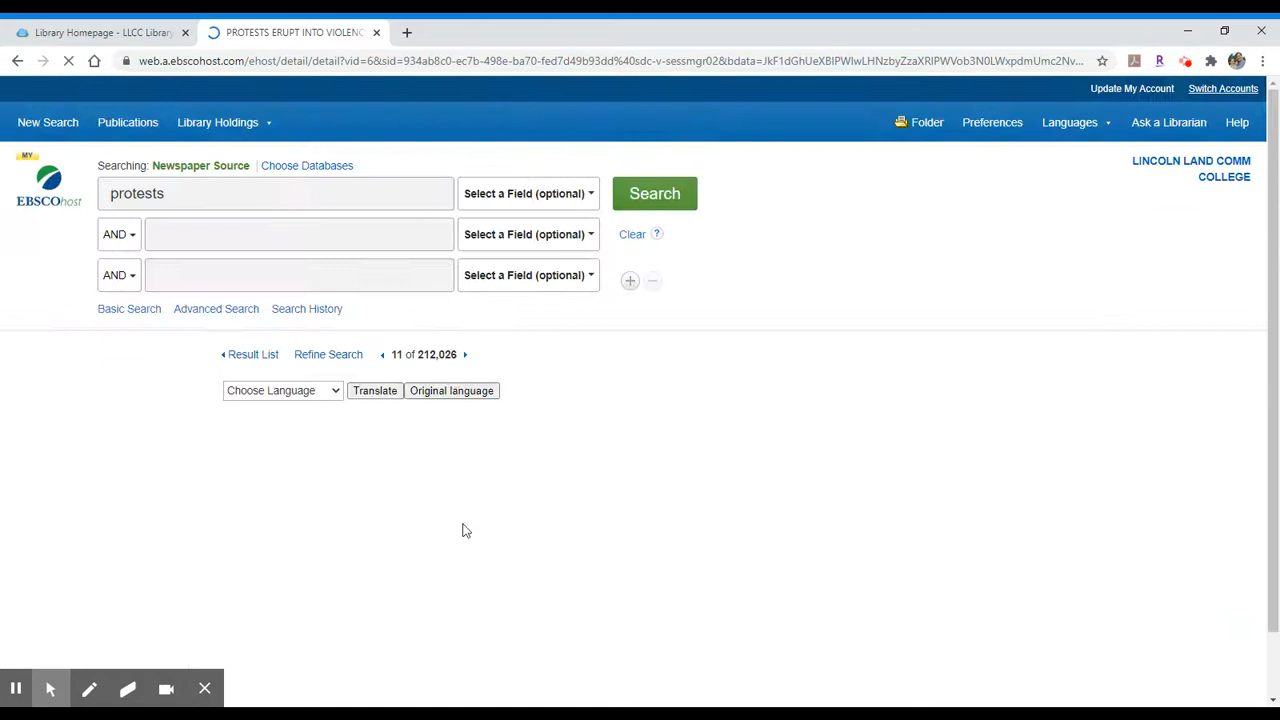 Library Homepage - LLCC Library
PROTESTS ERUPT INTO VIOLENC
web.a.ebscohost.com/ehost/detail/detail?vid=6&sid=934ab8b0-ec7b-498e-ba70-fed7d49b93dd%40sdc-v-sessmgr02&bdata=JkF1dGhUeXBlPWlwLHNzbyZzaXRlPWVob3N0LWxpdmUmc2Nv...
Update My Account
Switch Accounts
New Search
Publications
Library Holdings
Folder
Preferences
Languages
Ask a Librarian
Help
MY
EBSCOhost
Searching: Newspaper Source
Choose Databases
LINCOLN LAND COMM
COLLEGE
protests
Select a Field (optional)
Search
AND
Select a Field (optional)
Clear ?
AND
Select a Field (optional)
Basic Search
Advanced Search
Search History
Result List
Refine Search
11 of 212,026
Choose Language
Translate
Original language